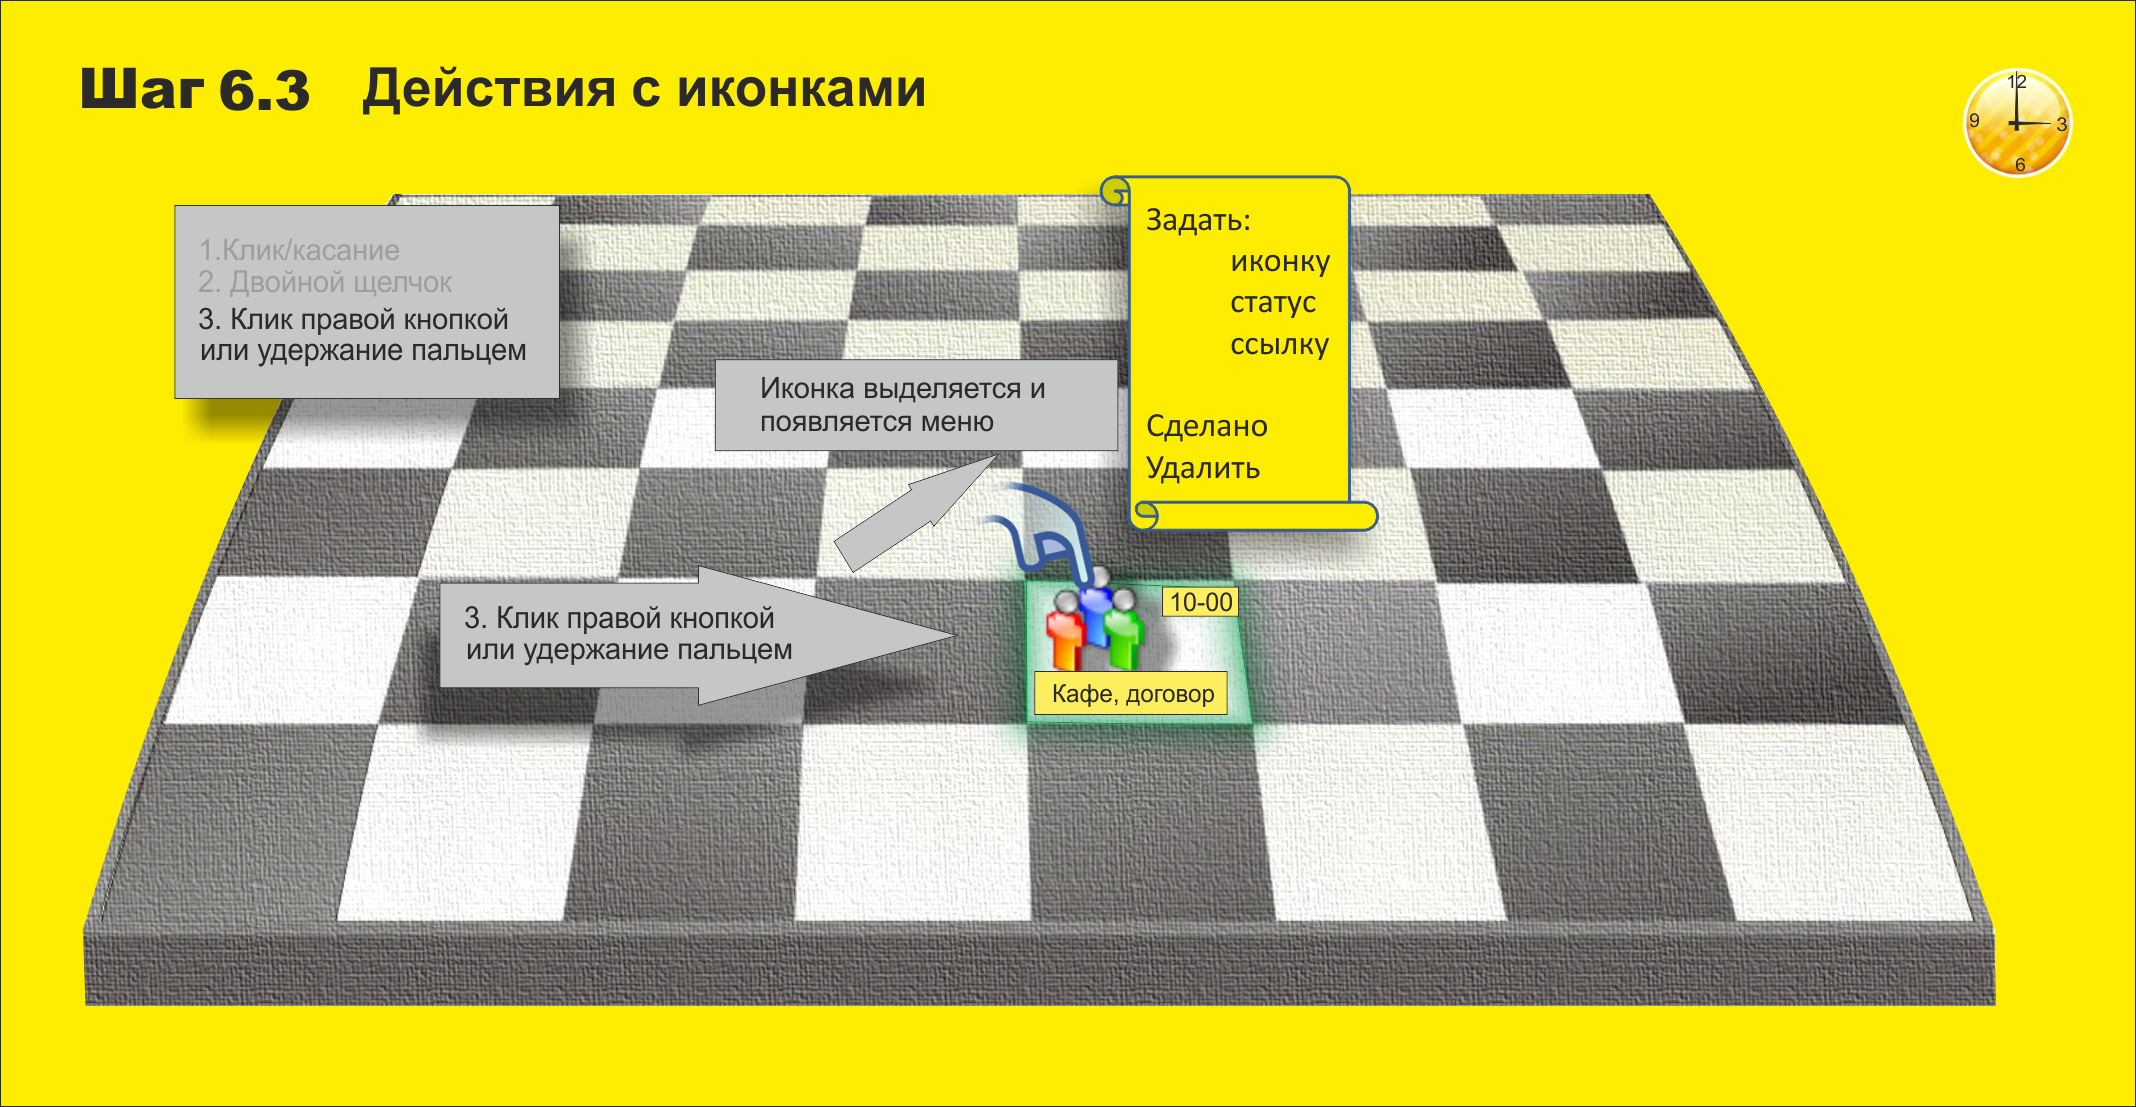 Шаг 6.3 Действия с иконками
12
9
3
6
1.Клик/касание
2. Двойной щелчок
3. Клик правой кнопкой
или удержание пальцем
Иконка выделяется и
появляется меню
Задать:
иконку
статус
ссылку
Сделано
Удалить
3. Клик правой кнопкой
или удержание пальцем
10-00
Кафе, договор